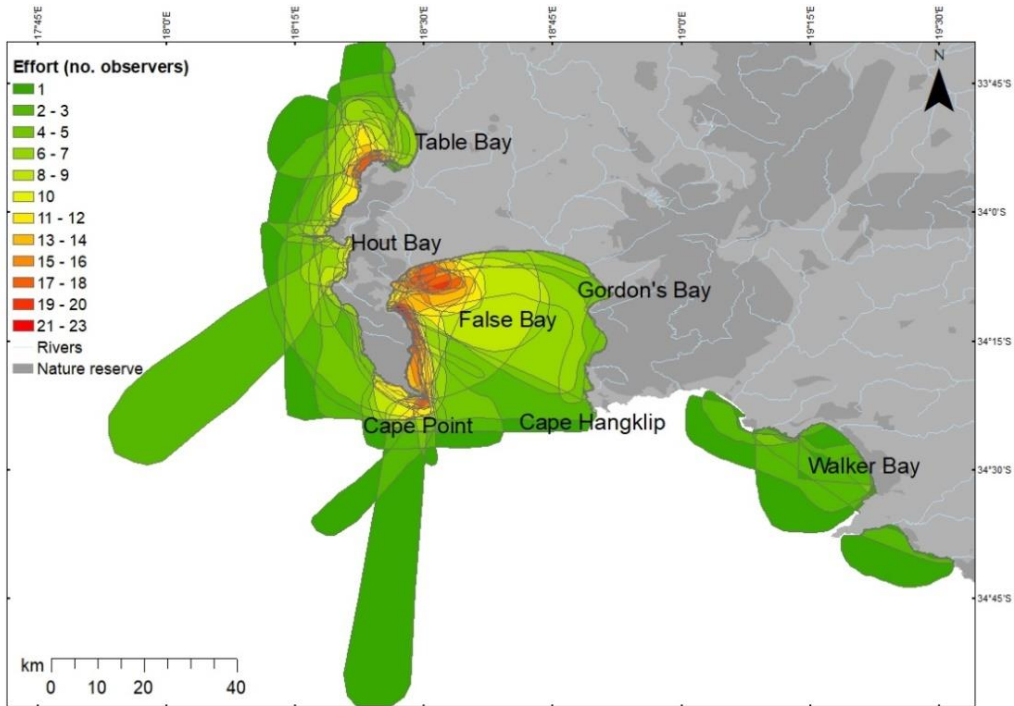 17°45'E 18°0'E 18°15'E 18°30'E 18°45'E 19°0'E 19°15'E 19°30'E
Effort (no. observers)
1
2 - 3
4 - 5
6 - 7
8 - 9
10
11 - 12
13 - 14
15 - 16
17 - 18
19 - 20
21 - 23
Rivers
Nature reserve
N
33°45'S
34°0'S
34°15'S
34°30'S
34°45'S
Table Bay
Hout Bay
Gordon's Bay
False Bay
Cape Point
Cape Hangklip
Walker Bay
km
0 10 20 40